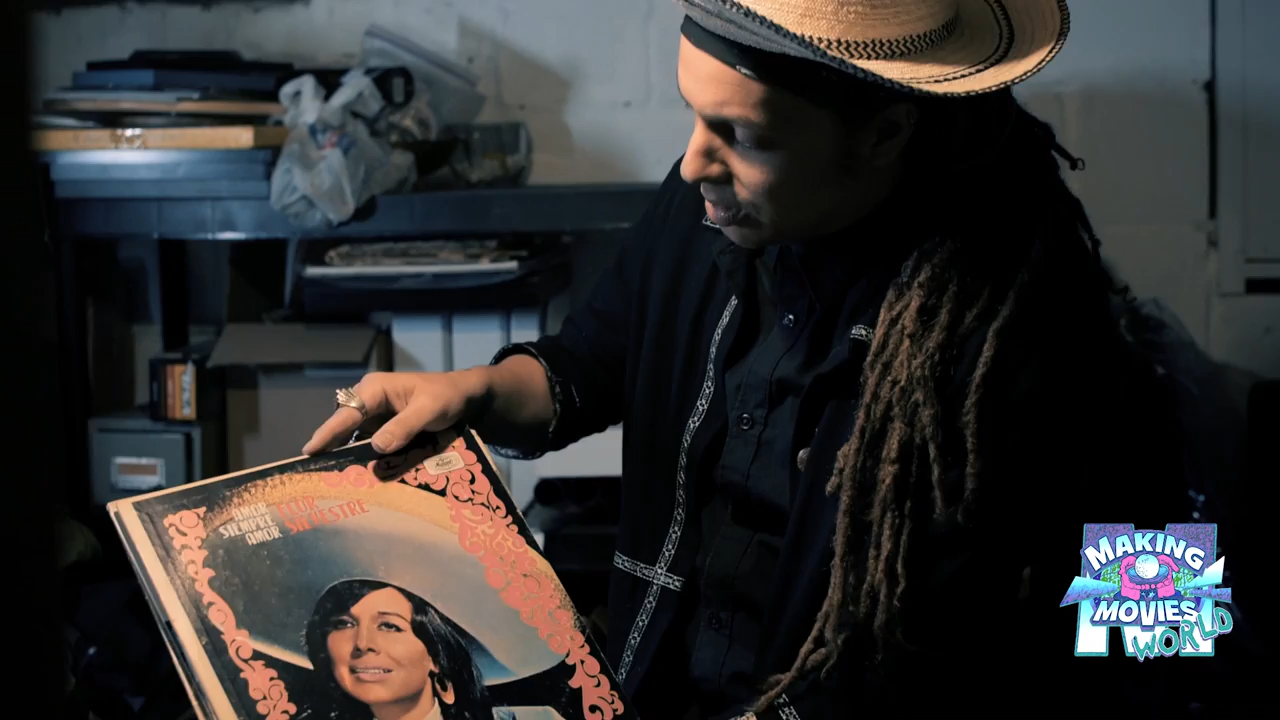 AMOR
SIEMPRE
AMOR
FLOR
SILVESTRE
MAKING
MOVIES
WORLD